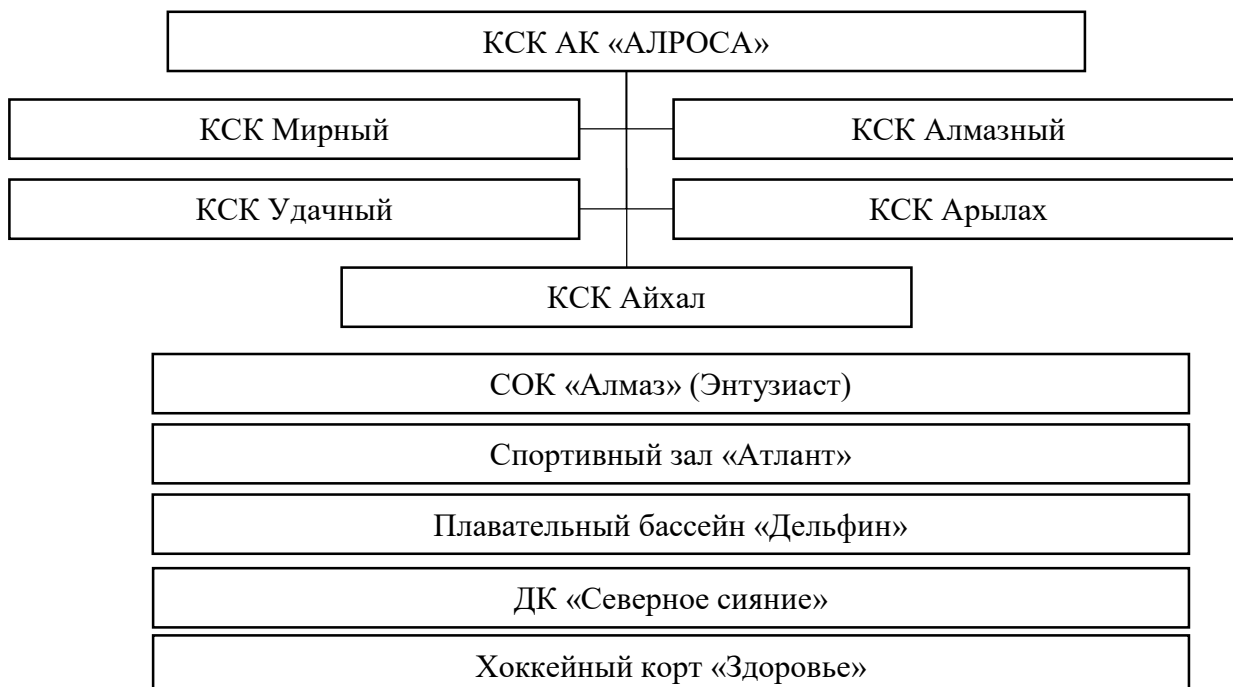 КСК АК «АЛРОСА»
КСК Мирный
КСК Алмазный
КСК Удачный
КСК Арылах
КСК Айхал
СОК «Алмаз» (Энтузиаст)
Спортивный зал «Атлант»
Плавательный бассейн «Дельфин»
ДК «Северное сияние»
Хоккейный корт «Здоровье»